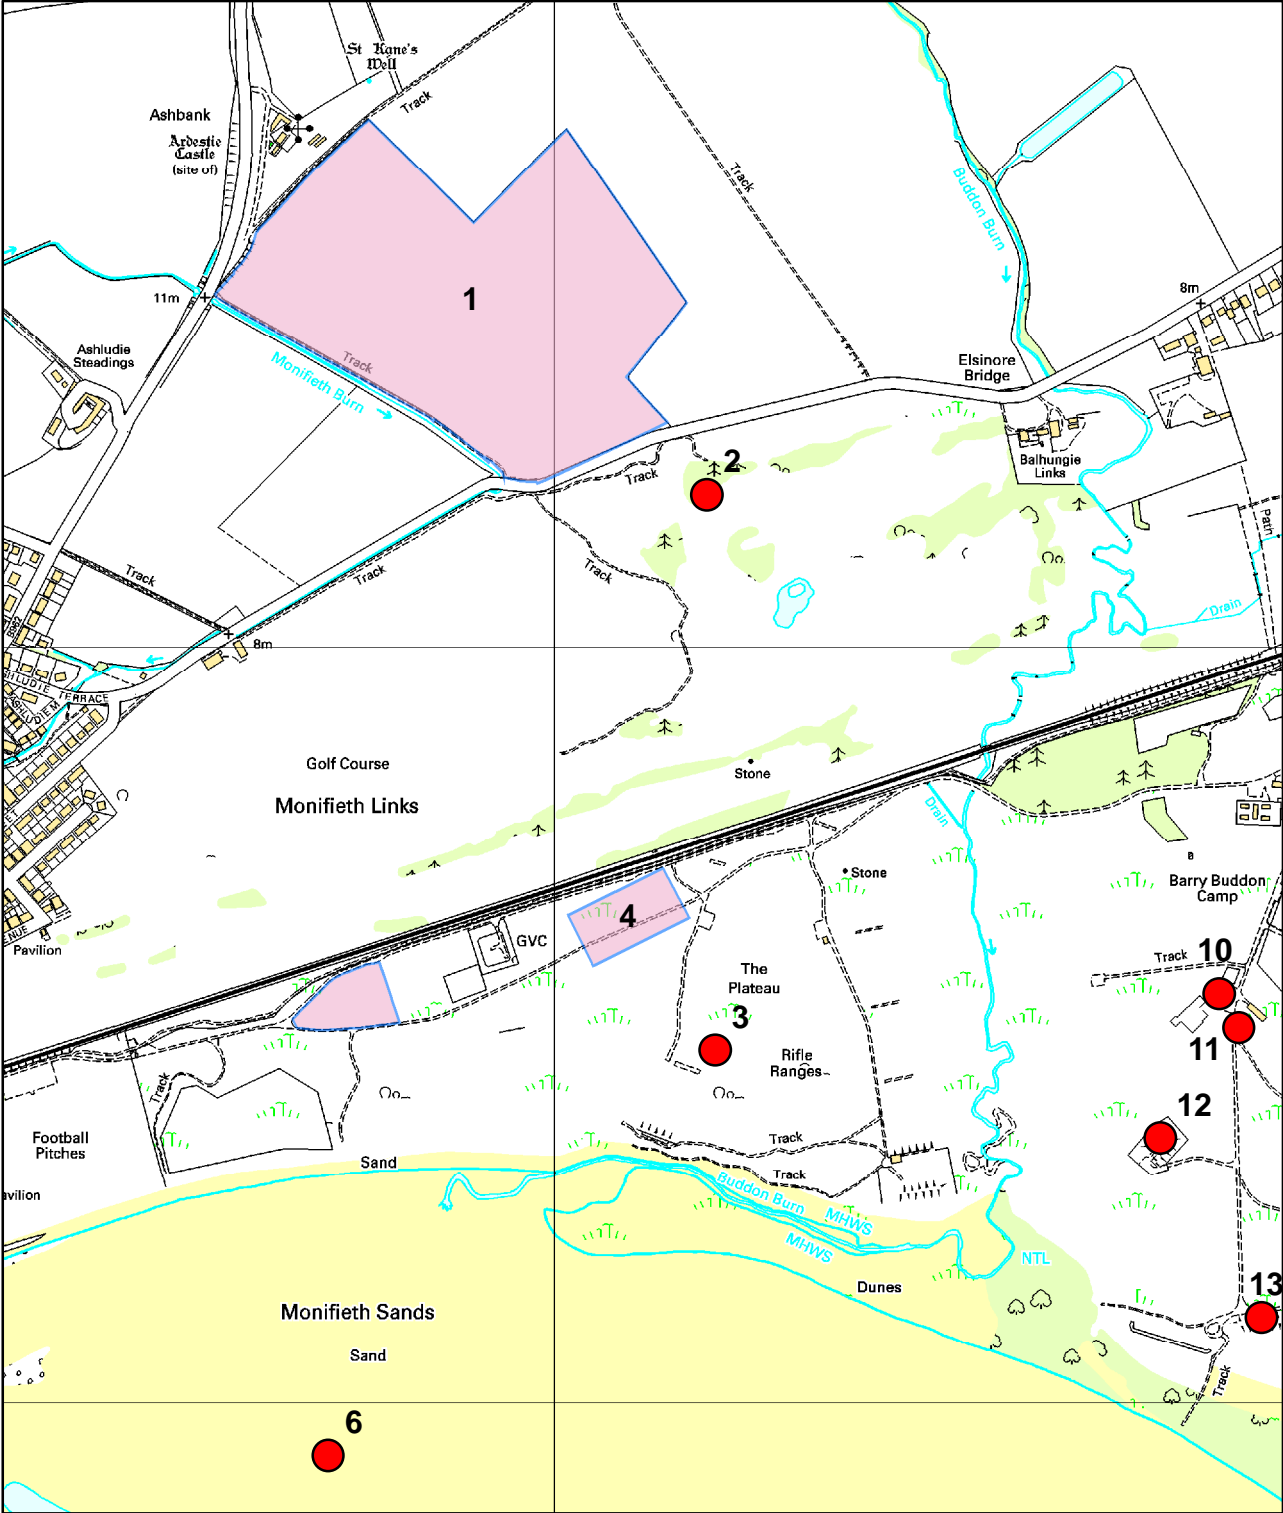 St Kane's
Well
Track
Ashbank
Ardestie
Castle
(site of)
Track
Buddon Burn
1
11m
8m
Ashludie
Steadings
Track
Monifieth Burn
Elsinore
Bridge
2
Balhungie
Links
Track
Path
Track
Track
Track
Drain
B962
8m
ASHLUDIE TERRACE
Golf Course
Monifieth Links
Stone
Drain
Stone
Barry Buddon
Camp
4
Pavilion
GVC
10
Track
The
Plateau
3
11
Rifle
Ranges
Track
12
Football
Pitches
Track
Sand
Track
Buddon Burn
MHWS
MHWS
NTL
Dunes
13
Monifieth Sands
Sand
Track
6